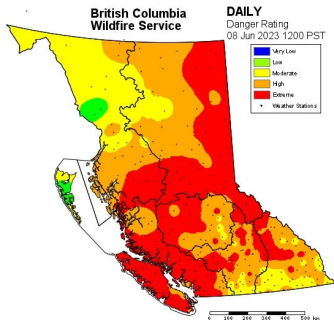 British Columbia
Wildfire Service
DAILY
Danger Rating
08 Jun 2023 1200 PST
Very Low
Low
Moderate
High
Extreme
Weather Stations
0 100 200 300 400 500 km